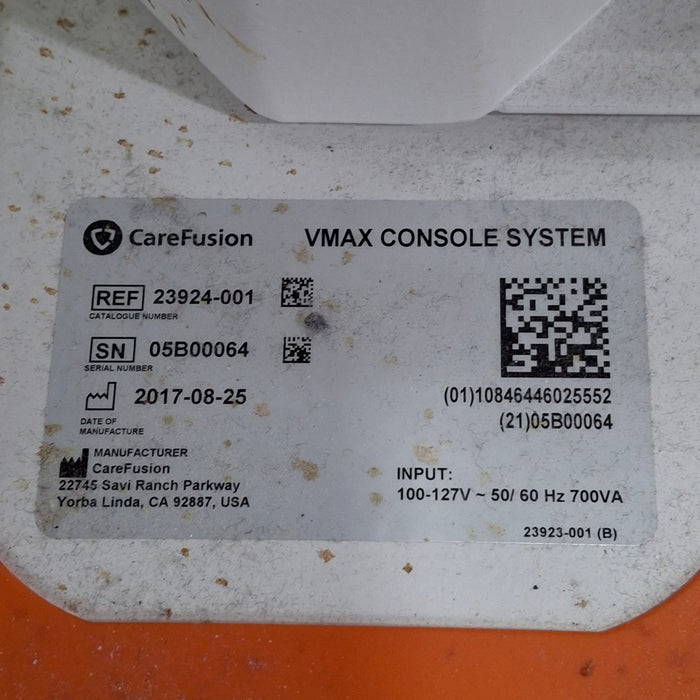 CareFusion
VMAX CONSOLE SYSTEM
REF 23924-001
CATALOGUE NUMBER
SN 05B00064
SERIAL NUMBER
2017-08-25
DATE OF
MANUFACTURE
(01)10846446025552
(21)05B00064
MANUFACTURER
CareFusion
22745 Savi Ranch Parkway
Yorba Linda, CA 92887, USA
INPUT:
100-127V ~ 50/ 60 Hz 700VA
23923-001 (B)